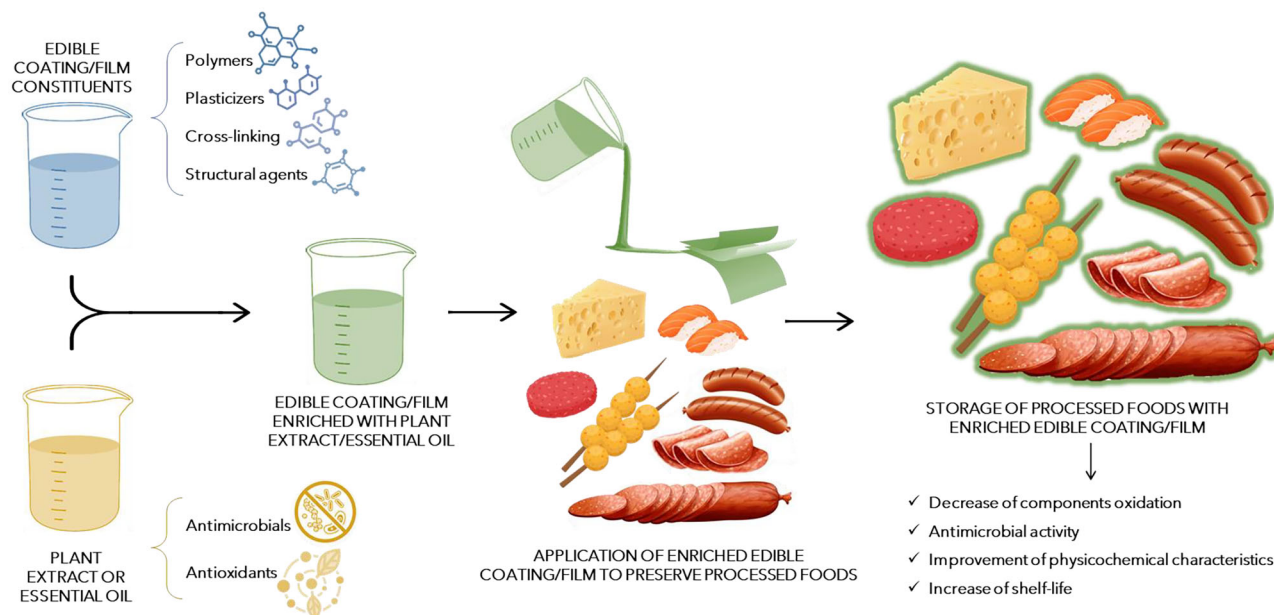 EDIBLE
COATING/FILM
CONSTITUENTS
Polymers
Plasticizers
Cross-linking
Structural agents
PLANT
EXTRACT OR
ESSENTIAL OIL
Antimicrobials
Antioxidants
EDIBLE COATING/FILM
ENRICHED WITH PLANT
EXTRACT/ESSENTIAL OIL
APPLICATION OF ENRICHED EDIBLE
COATING/FILM TO PRESERVE PROCESSED FOODS
STORAGE OF PROCESSED FOODS WITH
ENRICHED EDIBLE COATING/FILM
✓ Decrease of components oxidation
✓ Antimicrobial activity
✓ Improvement of physicochemical characteristics
✓ Increase of shelf-life